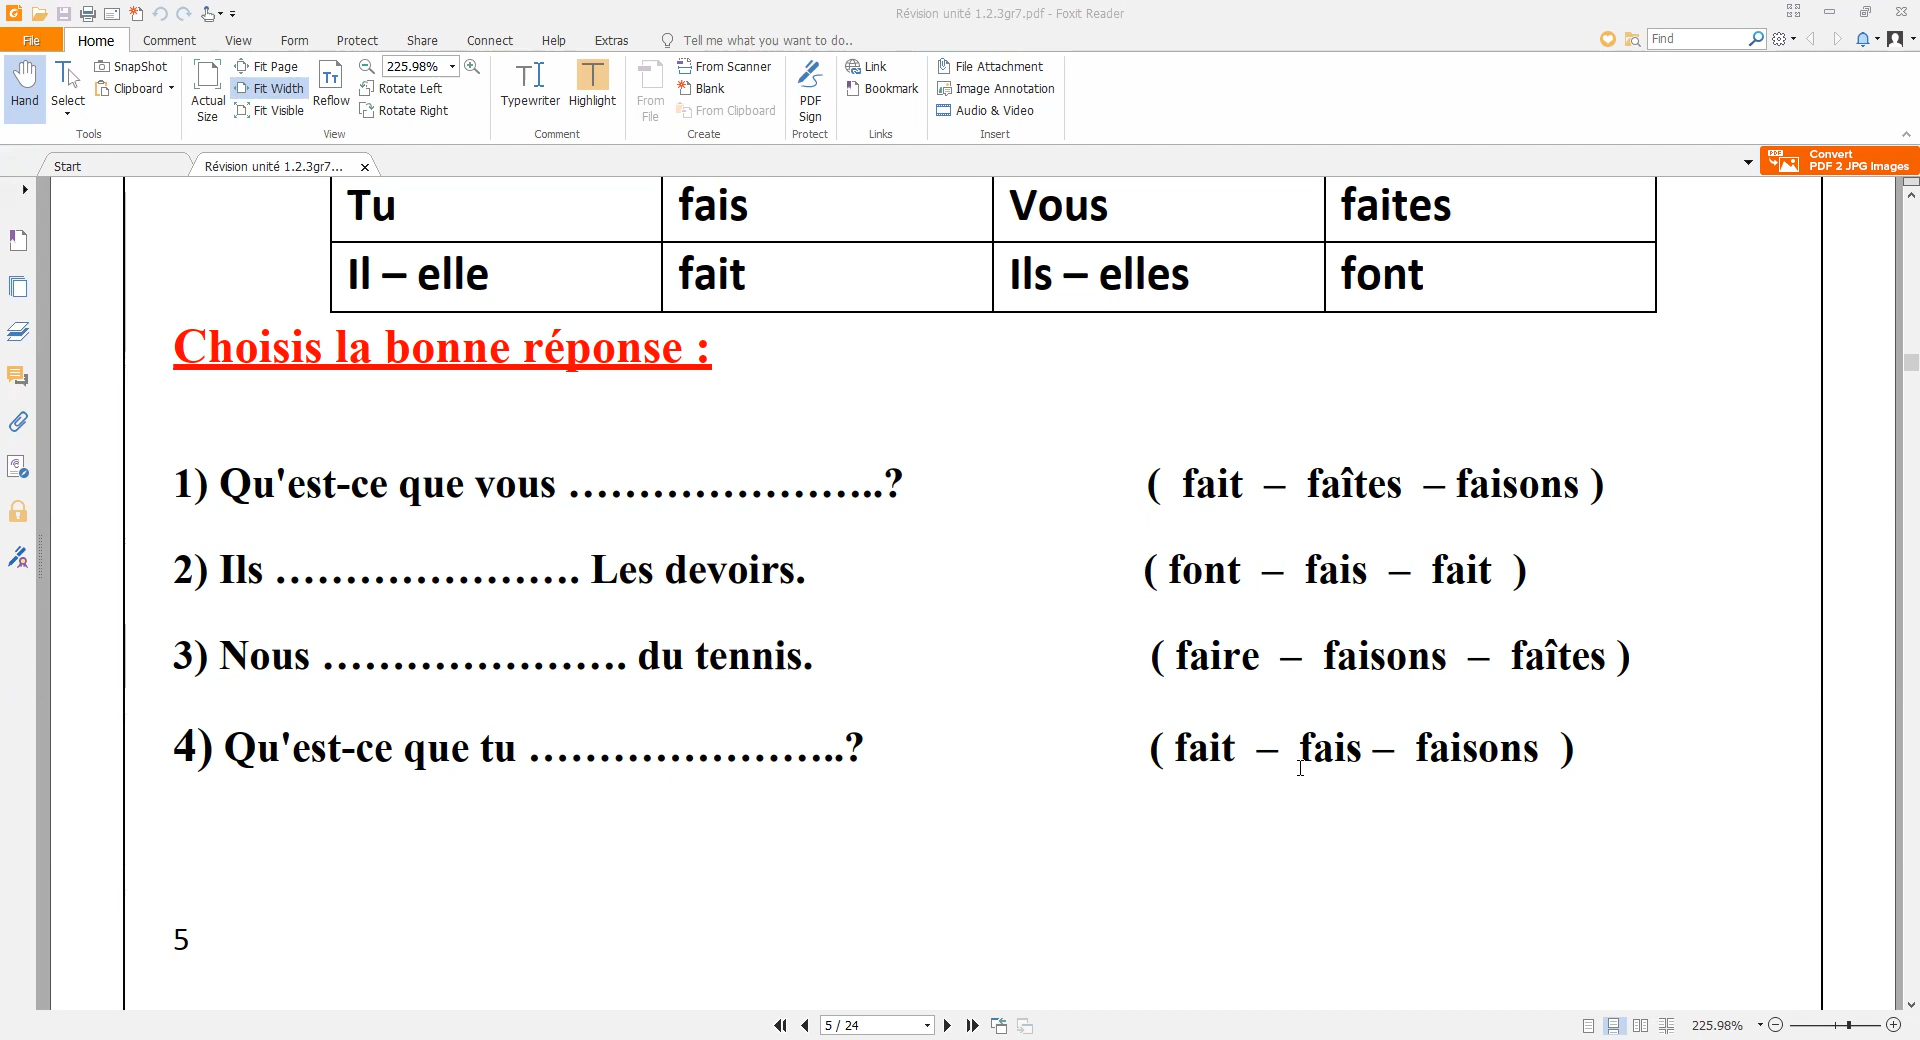 Révision unité 1.2.3gr7.pdf - Foxit Reader
File Home Comment View Form Protect Share Connect Help Extras Tell me what you want to do.. Find
Hand Select SnapShot Clipboard Actual Size Fit Page Fit Width Fit Visible Reflow 225.98% Rotate Left Rotate Right Typewriter Highlight From File From Scanner Blank From Clipboard PDF Sign Link Bookmark File Attachment Image Annotation Audio & Video
Tools View Comment Create Protect Links Insert
Start Révision unité 1.2.3gr7... Convert PDF 2 JPG Images
Tu fais Vous faites
Il – elle fait Ils – elles font
Choisis la bonne réponse :
1) Qu'est-ce que vous ……………………..? ( fait – faîtes – faisons )
2) Ils …………………. Les devoirs. ( font – fais – fait )
3) Nous …………………. du tennis. ( faire – faisons – faîtes )
4) Qu'est-ce que tu …………………..? ( fait – fais – faisons )
5
5 / 24 225.98%